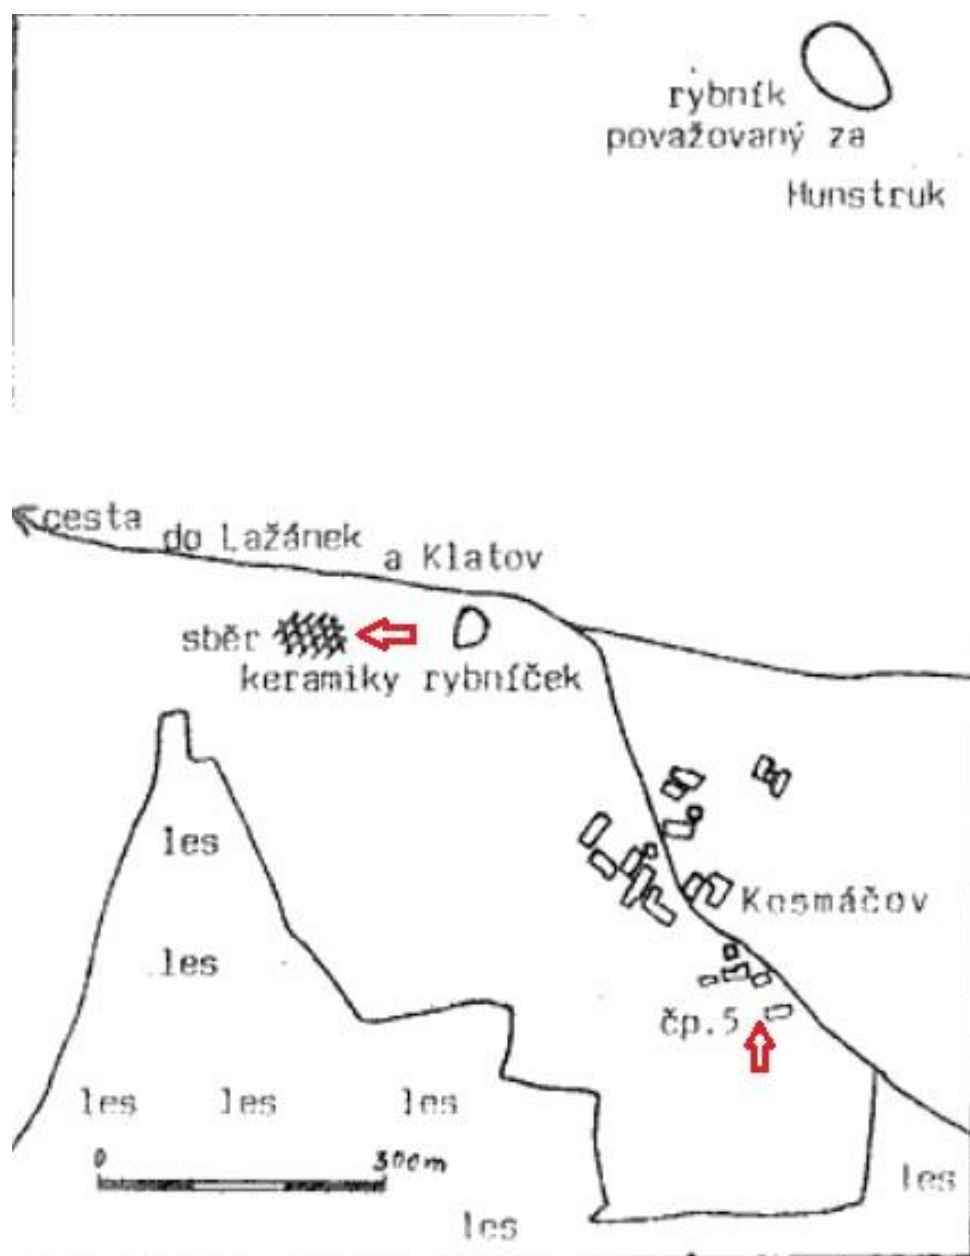 rybník
považovaný za
Hunstruk
cesta do Lažánek a Klatov
sběr
keramiky rybníček
les
Kosmáčov
les
čp.5
les les les
0 300m
les
les